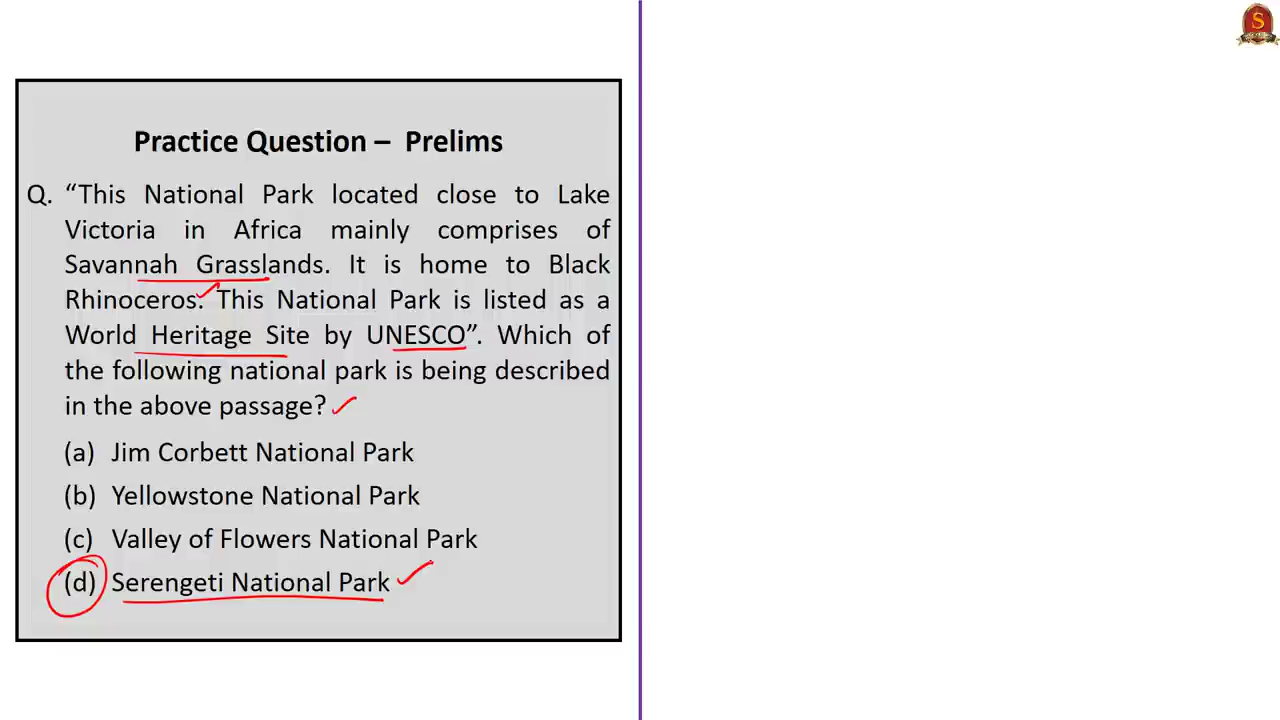 Practice Question – Prelims
Q. “This National Park located close to Lake
Victoria in Africa mainly comprises of
Savannah Grasslands. It is home to Black
Rhinoceros. This National Park is listed as a
World Heritage Site by UNESCO”. Which of
the following national park is being described
in the above passage?
(a) Jim Corbett National Park
(b) Yellowstone National Park
(c) Valley of Flowers National Park
(d) Serengeti National Park
S